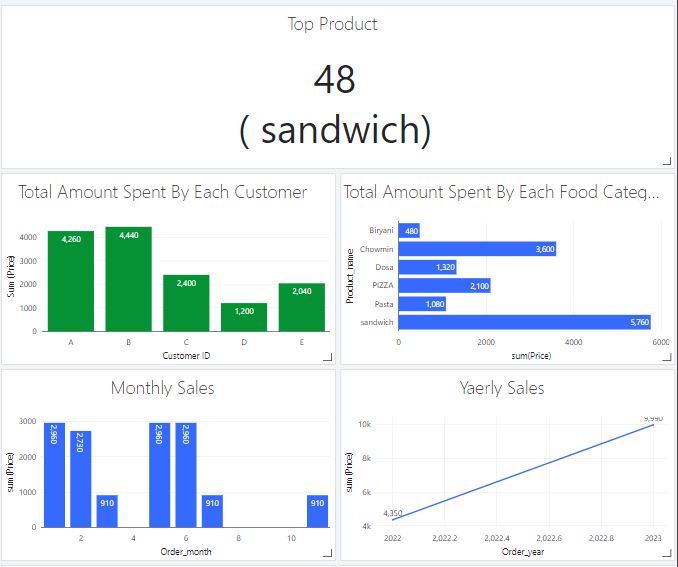 Top Product
48
( sandwich)
Total Amount Spent By Each Customer
Sum (Price)
4000
3000
2000
1000
0
4,260
4,440
2,400
1,200
2,040
A B C D E
Customer ID
Total Amount Spent By Each Food Categ...
Product_name
Biryani 480
Chowmin 3,600
Dosa 1,320
PIZZA 2,100
Pasta 1,080
sandwich 5,760
0 2000 4000 6000
sum(Price)
Monthly Sales
sum (Price)
3000
2000
1000
0
2,960
2,730
910
2,960
2,960
910
910
2 4 6 8 10
Order_month
Yaerly Sales
sum (Price)
10k
8k
6k
4k
4,350
9,990
2022 2,022.2 2,022.4 2,022.6 2,022.8 2023
Order_year